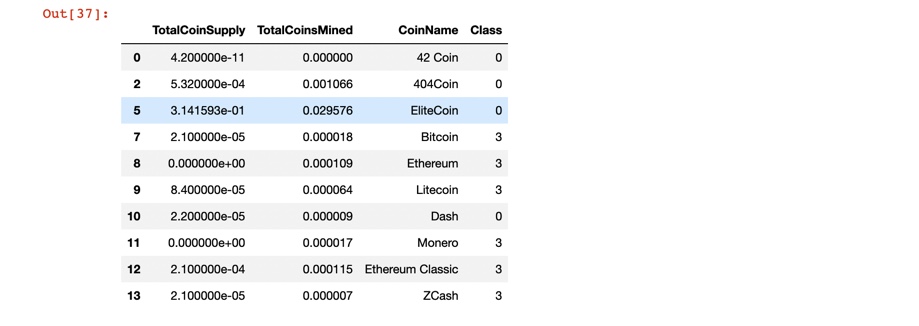 Out[37]:
TotalCoinSupply TotalCoinsMined CoinName Class
0 4.200000e-11 0.000000 42 Coin 0
2 5.320000e-04 0.001066 404Coin 0
5 3.141593e-01 0.029576 EliteCoin 0
7 2.100000e-05 0.000018 Bitcoin 3
8 0.000000e+00 0.000109 Ethereum 3
9 8.400000e-05 0.000064 Litecoin 3
10 2.200000e-05 0.000009 Dash 0
11 0.000000e+00 0.000017 Monero 3
12 2.100000e-04 0.000115 Ethereum Classic 3
13 2.100000e-05 0.000007 ZCash 3